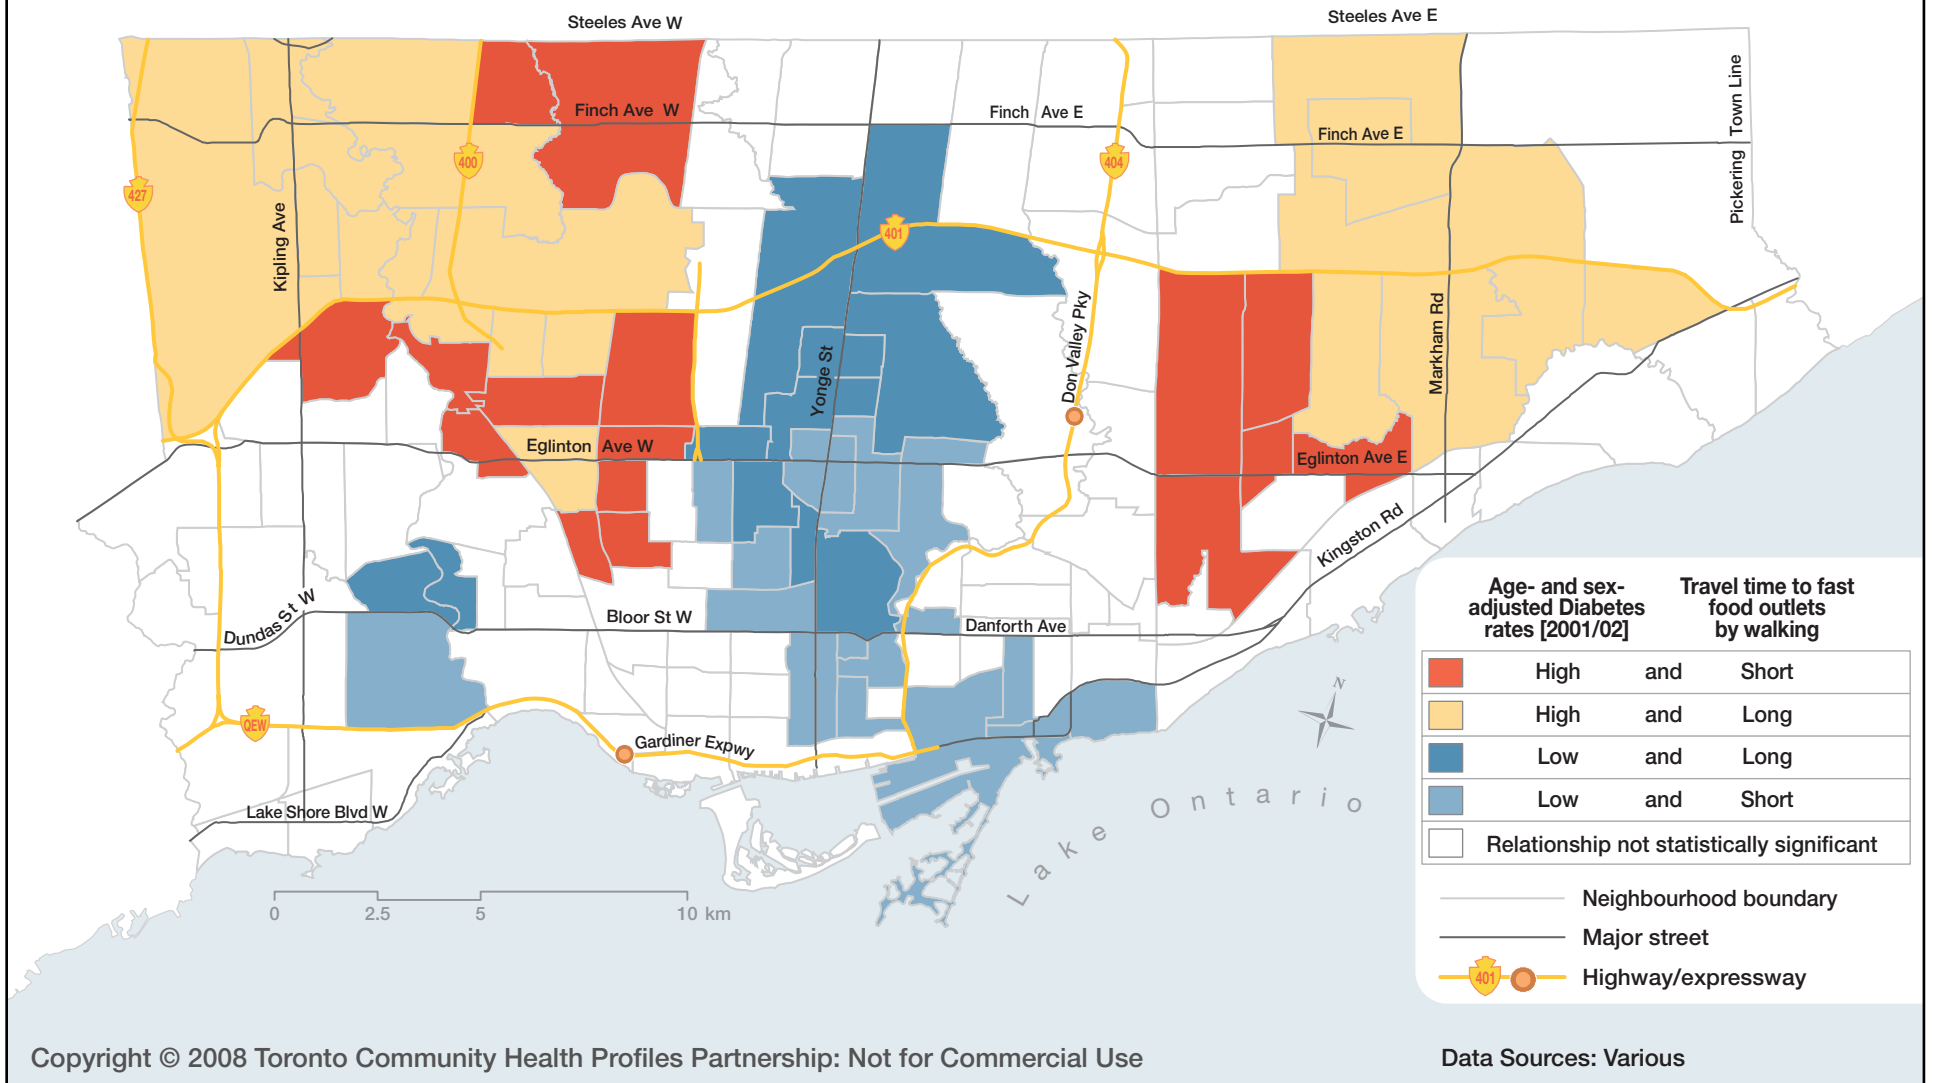 Steeles Ave W
Steeles Ave E
Finch Ave W
Finch Ave E
Finch Ave E
Pickering Town Line
427
400
404
401
Kipling Ave
Yonge St
Don Valley Pky
Markham Rd
Eglinton Ave W
Eglinton Ave E
Kingston Rd
Dundas St W
Bloor St W
Danforth Ave
QEW
Gardiner Expwy
Lake Shore Blvd W
Lake Ontario
N
0 2.5 5 10 km
Age- and sex-
adjusted Diabetes
rates [2001/02]
Travel time to fast
food outlets
by walking
High and Short
High and Long
Low and Long
Low and Short
Relationship not statistically significant
Neighbourhood boundary
Major street
401 Highway/expressway
Copyright © 2008 Toronto Community Health Profiles Partnership: Not for Commercial Use
Data Sources: Various